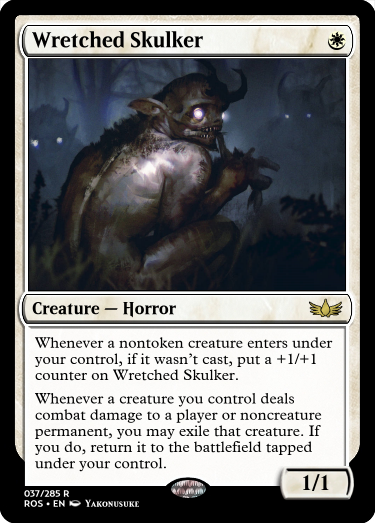 Wretched Skulker
Creature — Horror
Whenever a nontoken creature enters under
your control, if it wasn't cast, put a +1/+1
counter on Wretched Skulker.
Whenever a creature you control deals
combat damage to a player or noncreature
permanent, you may exile that creature. If
you do, return it to the battlefield tapped
under your control.
1/1
037/285 R
ROS • EN Yakonusuke